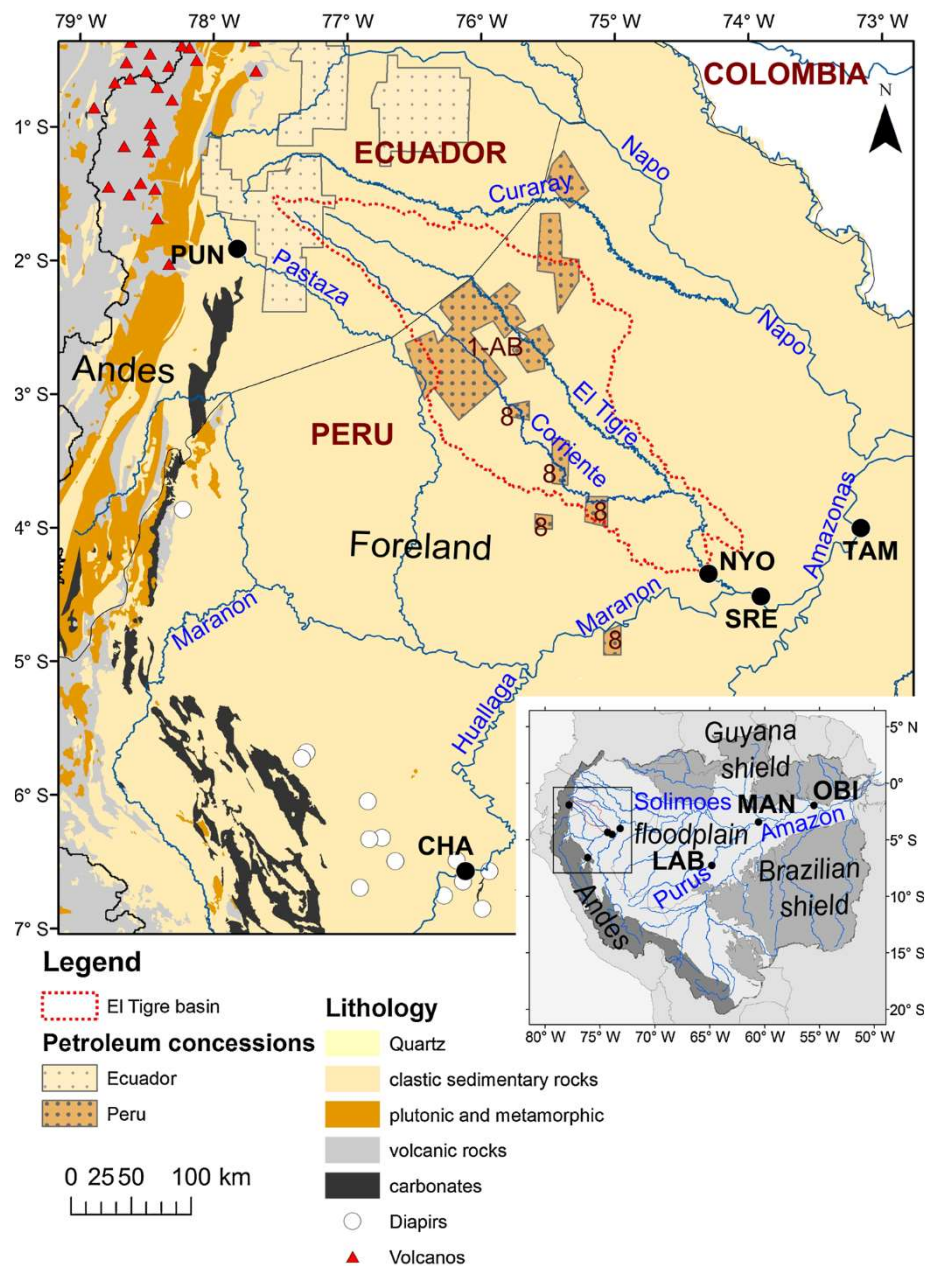 79° W 78° W 77° W 76° W 75° W 74° W 73° W
COLOMBIA
N
1° S
ECUADOR
Napo
Curaray
PUN
2° S
Pastaza
Napo
1-AB
Andes
3° S
El Tigre
8
PERU
Corriente
8
8
4° S
8
Foreland
Amazonas
TAM
NYO
SRE
Maranon
Maranon
8
5° S
Huallaga
6° S
CHA
7° S
5° N
Guyana
shield
0°
OBI
Solimoes
MAN
floodplain
Amazon
5° S
LAB
Purus
Brazilian
shield
10° S
Andes
15° S
20° S
80° W 75° W 70° W 65° W 60° W 55° W 50° W
Legend
El Tigre basin
Petroleum concessions
Ecuador
Peru
0 25 50 100 km
Lithology
Quartz
clastic sedimentary rocks
plutonic and metamorphic
volcanic rocks
carbonates
Diapirs
Volcanos